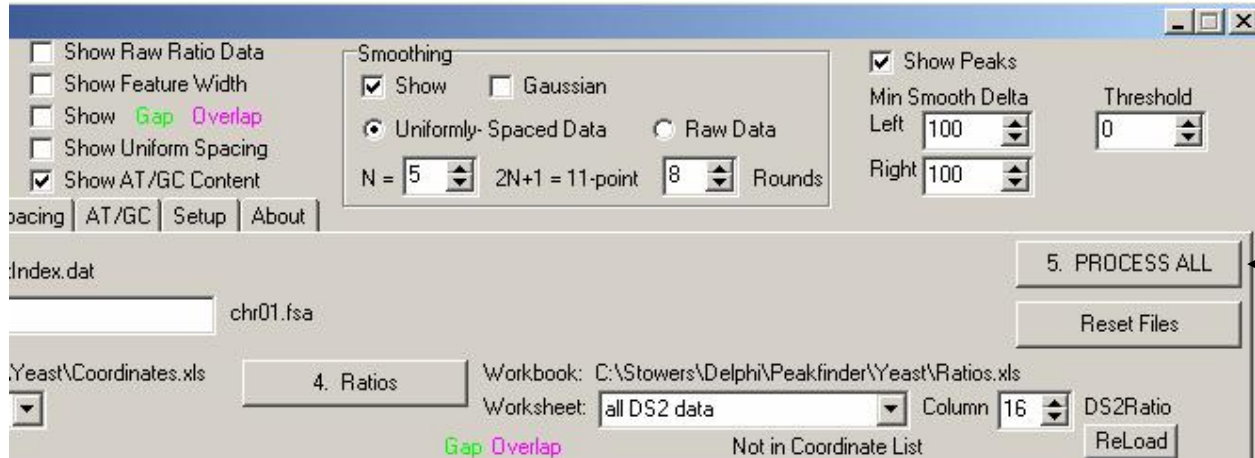 Show Raw Ratio Data
Show Feature Width
Show Gap Overlap
Show Uniform Spacing
Show AT/GC Content
Smoothing
Show Gaussian
Uniformly- Spaced Data Raw Data
N = 5 2N+1 = 11-point 8 Rounds
Show Peaks
Min Smooth Delta Threshold
Left 100 0
Right 100
pacing AT/GC Setup About
Index.dat
5. PROCESS ALL
chr01.fsa
Reset Files
\Yeast\Coordinates.xls
4. Ratios
Workbook: C:\Stowers\Delphi\Peakfinder\Yeast\Ratios.xls
Worksheet: all DS2 data Column 16 DS2Ratio
Gap Overlap Not in Coordinate List ReLoad